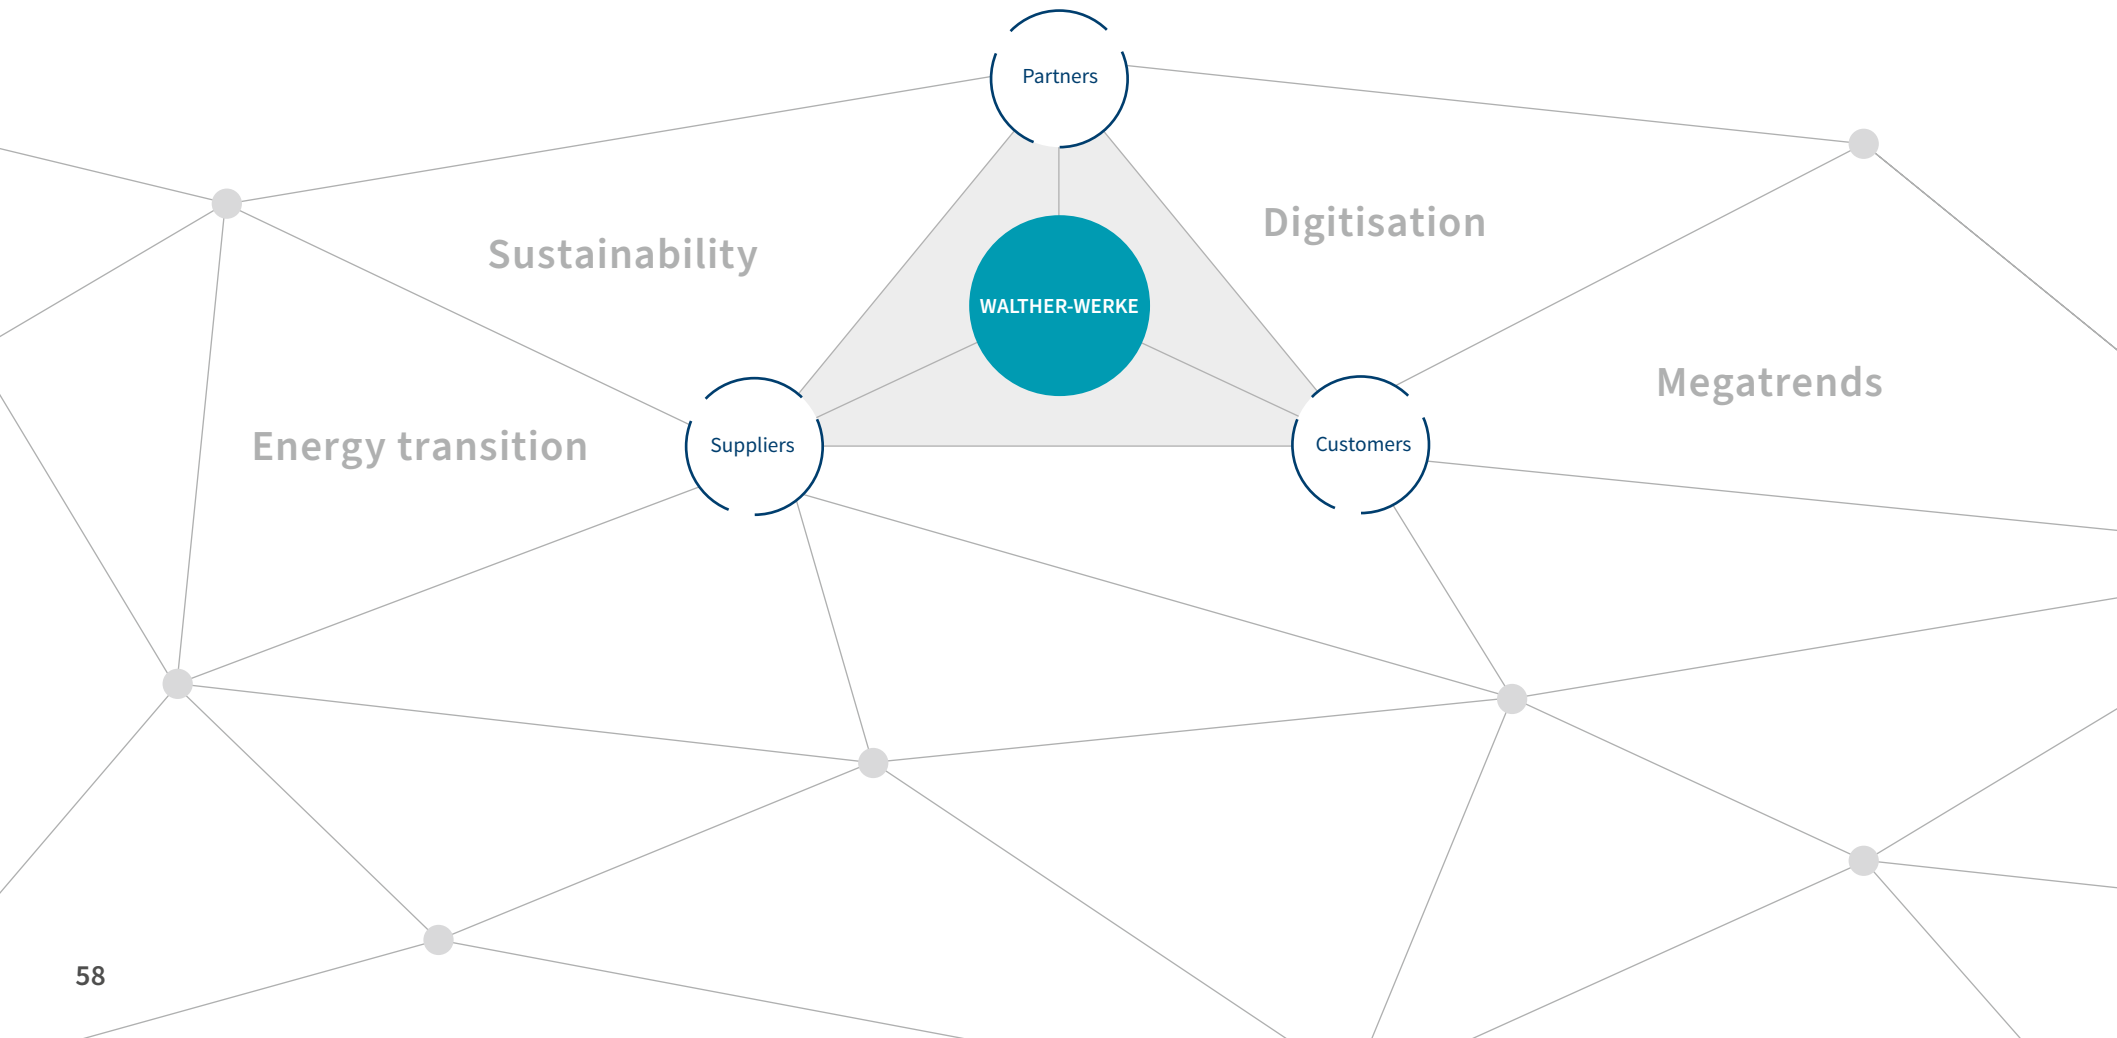 Partners
Digitisation
Sustainability
WALTHER-WERKE
Megatrends
Energy transition
Suppliers
Customers
58